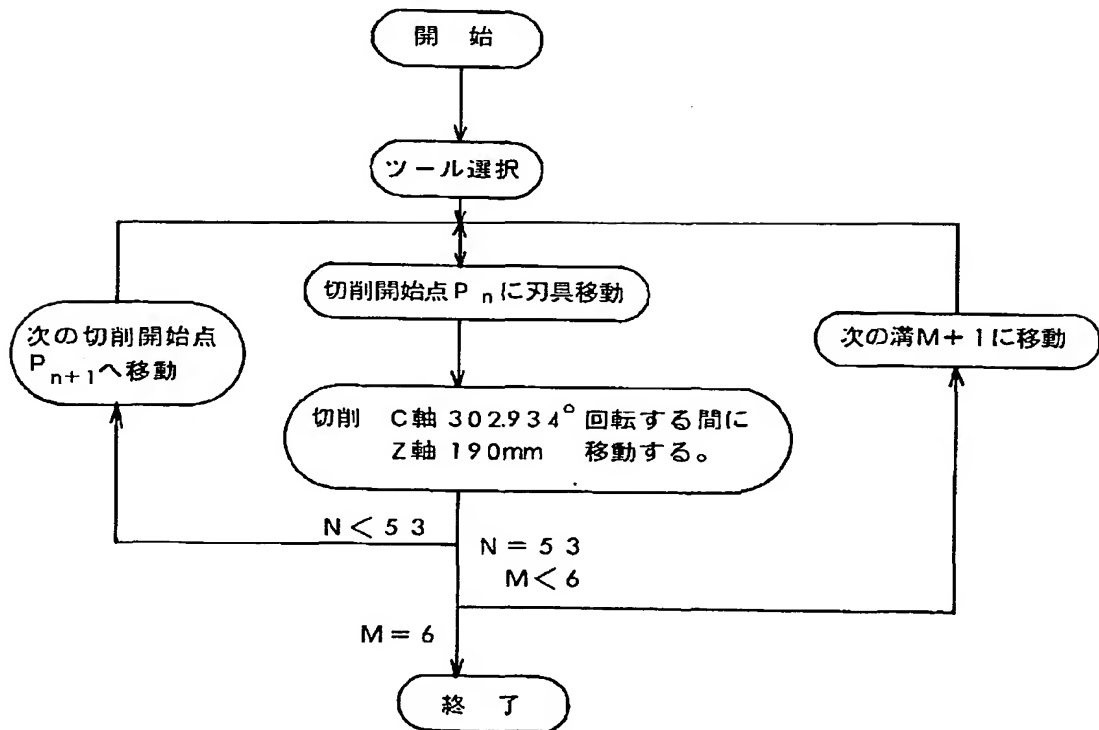 開 始
ツール選択
切削開始点Pnに刃具移動
次の切削開始点
Pn+1へ移動
次の溝M+1に移動
切削 C軸 302.934°回転する間に
Z軸 190mm 移動する。
N<53
N=53
M<6
M=6
終 了